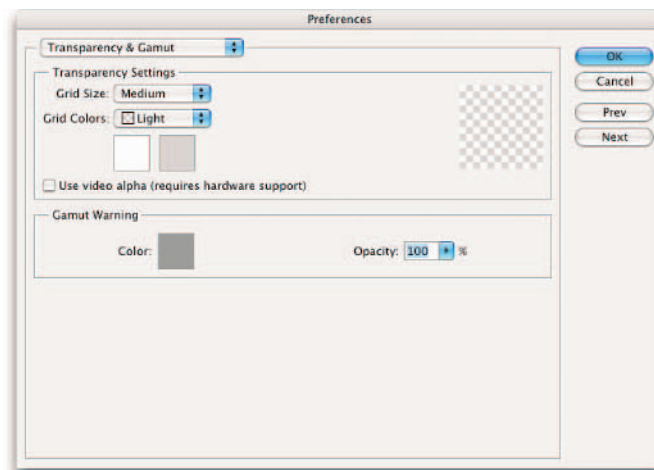 Preferences
Transparency & Gamut
OK
Cancel
Prev
Next
Transparency Settings
Grid Size: Medium
Grid Colors: Light
Use video alpha (requires hardware support)
Gamut Warning
Color:
Opacity: 100 %